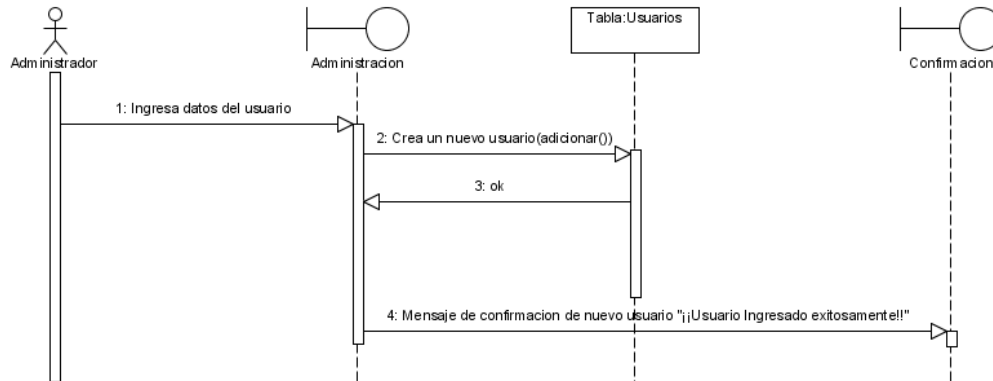 Tabla:Usuarios
Administrador
Administracion
Confirmacion
1: Ingresa datos del usuario
2: Crea un nuevo usuario(adicionar())
3: ok
4: Mensaje de confirmacion de nuevo usuario "¡¡Usuario Ingresado exitosamente!!"